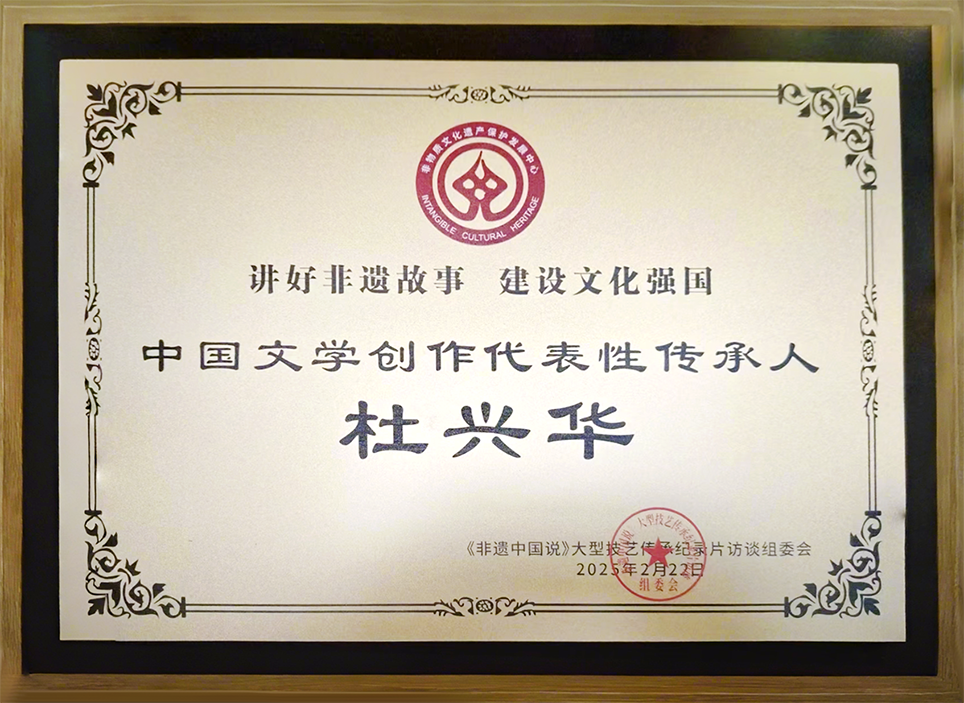 非物质文化遗产保护发展中心
INTANGIBLE CULTURAL HERITAGE
讲好非遗故事 建设文化强国
中国文学创作代表性传承人
杜兴华
《非遗中国说》大型技艺传承纪录片访谈组委会
2025年2月22日
组委会